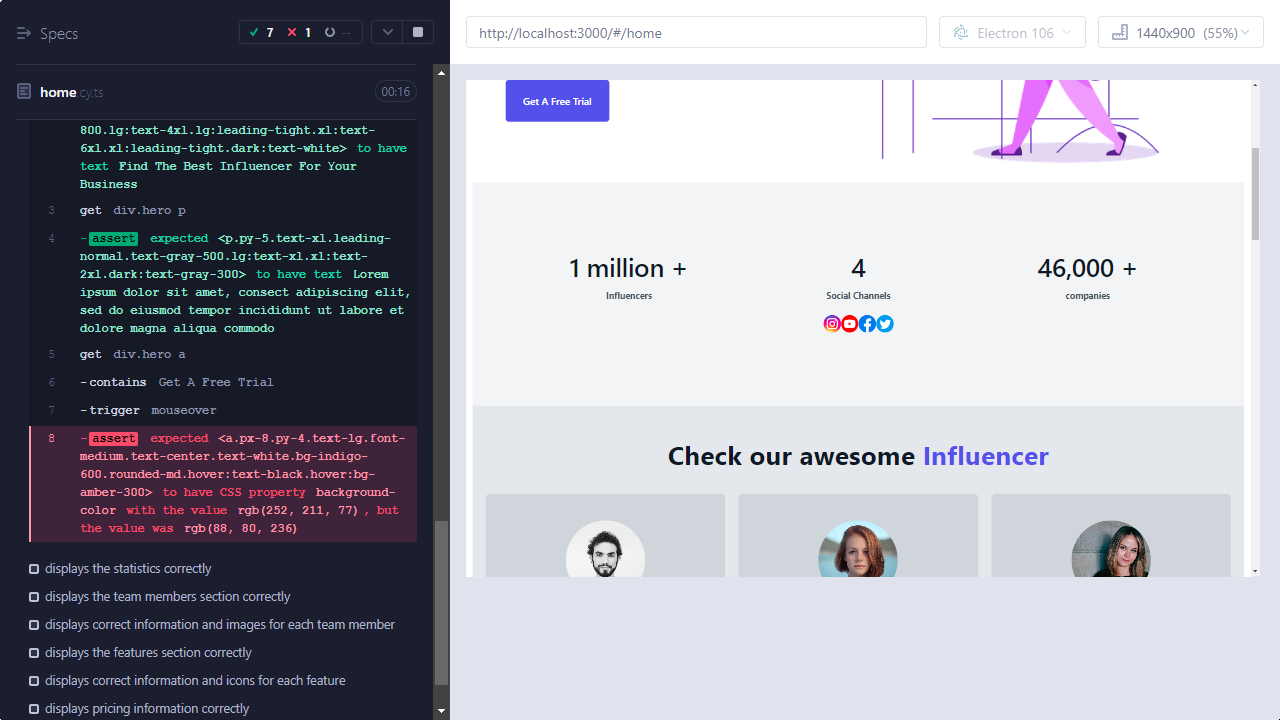 Specs
7
1
--
home.cy.ts
00:16
800.lg:text-4xl.lg:leading-tight.xl:text-
6xl.xl:leading-tight.dark:text-white> to have
text Find The Best Influencer For Your
Business
3 get div.hero p
4 -assert expected <p.py-5.text-xl.leading-
normal.text-gray-500.lg:text-xl.xl:text-
2xl.dark:text-gray-300> to have text Lorem
ipsum dolor sit amet, consect adipiscing elit,
sed do eiusmod tempor incididunt ut labore et
dolore magna aliqua commodo
5 get div.hero a
6 -contains Get A Free Trial
7 -trigger mouseover
8 -assert expected <a.px-8.py-4.text-lg.font-
medium.text-center.text-white.bg-indigo-
600.rounded-md.hover:text-black.hover:bg-
amber-300> to have CSS property background-
color with the value rgb(252, 211, 77), but
the value was rgb(88, 80, 236)
displays the statistics correctly
displays the team members section correctly
displays correct information and images for each team member
displays the features section correctly
displays correct information and icons for each feature
displays pricing information correctly
http://localhost:3000/#/home
Electron 106
1440x900 (55%)
Get A Free Trial
1 million +
Influencers
4
Social Channels
46,000 +
companies
Check our awesome Influencer